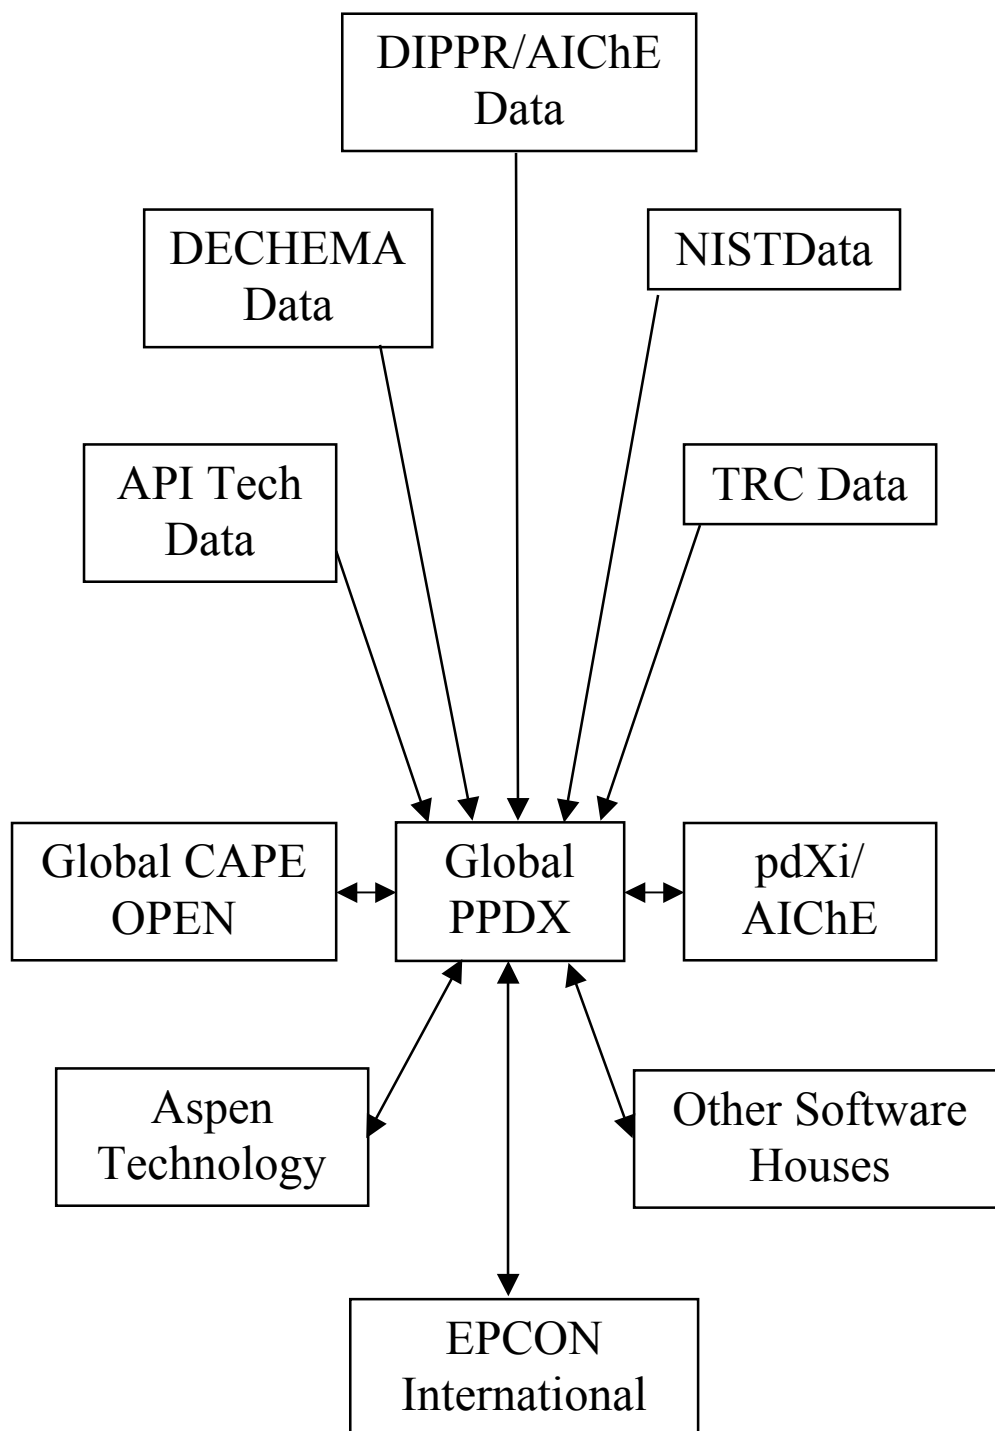 DIPPR/AIChE
Data
DECHEMA
Data
NISTData
API Tech
Data
TRC Data
Global CAPE
OPEN
Global
PPDX
pdXi/
AIChE
Aspen
Technology
Other Software
Houses
EPCON
International